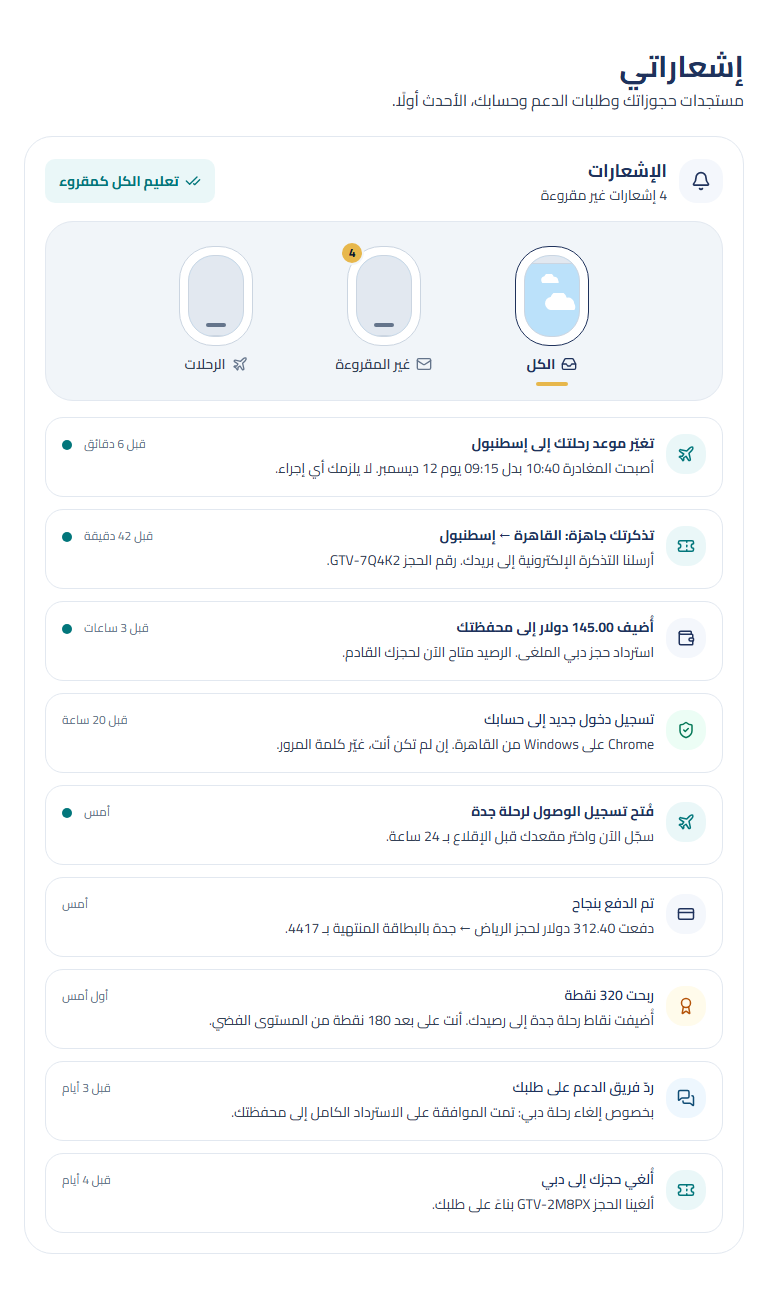 إشعاراتي
مستجدات حجوزاتك وطلبات الدعم وحسابك، الأحدث أولًا.
الإشعارات
4 إشعارات غير مقروءة
تعليم الكل كمقروء
4
الكل
غير المقروءة
الرحلات
تغيّر موعد رحلتك إلى إسطنبول
قبل 6 دقائق
أصبحت المغادرة 10:40 بدل 09:15 يوم 12 ديسمبر. لا يلزمك أي إجراء.
تذكرتك جاهزة: القاهرة ← إسطنبول
قبل 42 دقيقة
أرسلنا التذكرة الإلكترونية إلى بريدك. رقم الحجز GTV-7Q4K2.
أُضيف 145.00 دولار إلى محفظتك
قبل 3 ساعات
استرداد حجز دبي الملغى. الرصيد متاح الآن لحجزك القادم.
تسجيل دخول جديد إلى حسابك
قبل 20 ساعة
Chrome على Windows من القاهرة. إن لم تكن أنت، غيّر كلمة المرور.
فُتح تسجيل الوصول لرحلة جدة
أمس
سجّل الآن واختر مقعدك قبل الإقلاع بـ 24 ساعة.
تم الدفع بنجاح
أمس
دفعت 312.40 دولار لحجز الرياض ← جدة بالبطاقة المنتهية بـ 4417.
ربحت 320 نقطة
أول أمس
أُضيفت نقاط رحلة جدة إلى رصيدك. أنت على بعد 180 نقطة من المستوى الفضي.
ردّ فريق الدعم على طلبك
قبل 3 أيام
بخصوص إلغاء رحلة دبي: تمت الموافقة على الاسترداد الكامل إلى محفظتك.
أُلغي حجزك إلى دبي
قبل 4 أيام
ألغينا الحجز GTV-2M8PX بناءً على طلبك.